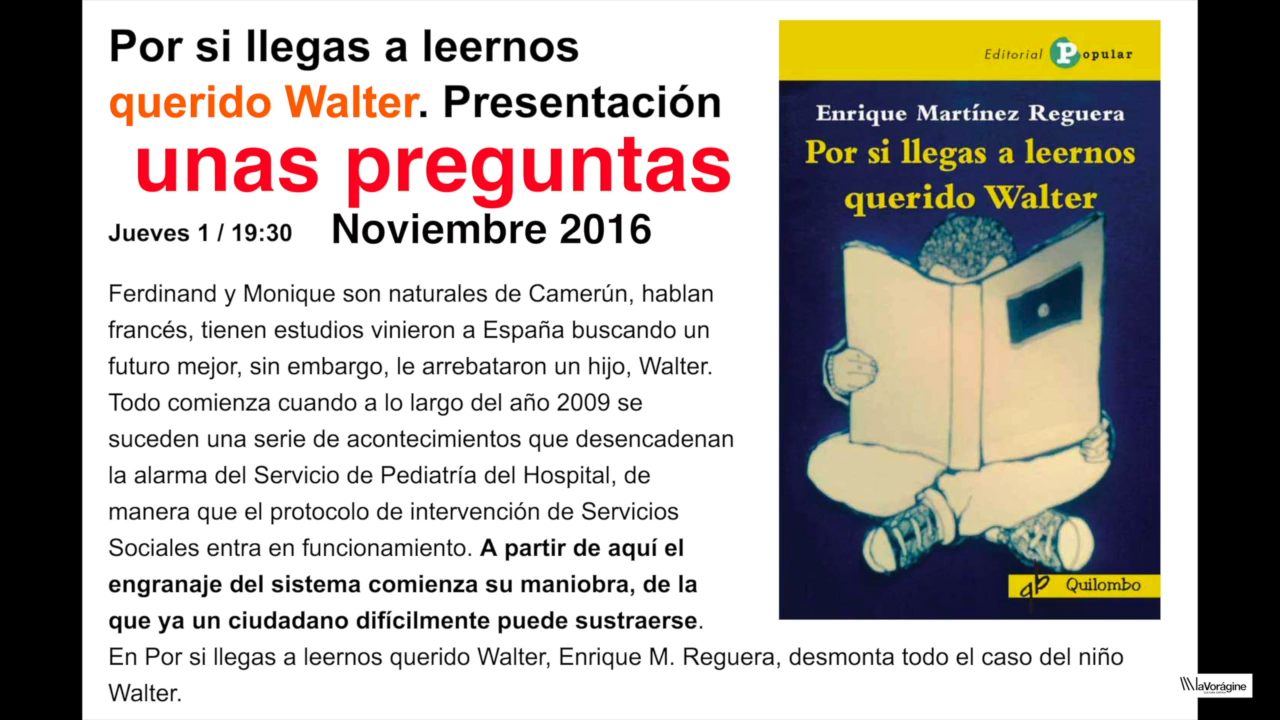 Por si llegas a leernos
querido Walter. Presentación
unas preguntas
Jueves 1 / 19:30 Noviembre 2016
Ferdinand y Monique son naturales de Camerún, hablan
francés, tienen estudios vinieron a España buscando un
futuro mejor, sin embargo, le arrebataron un hijo, Walter.
Todo comienza cuando a lo largo del año 2009 se
suceden una serie de acontecimientos que desencadenan
la alarma del Servicio de Pediatría del Hospital, de
manera que el protocolo de intervención de Servicios
Sociales entra en funcionamiento. A partir de aquí el
engranaje del sistema comienza su maniobra, de la
que ya un ciudadano difícilmente puede sustraerse.
En Por si llegas a leernos querido Walter, Enrique M. Reguera, desmonta todo el caso del niño
Walter.
Editorial Popular
Enrique Martínez Reguera
Por si llegas a leernos
querido Walter
Quilombo
laVorágine